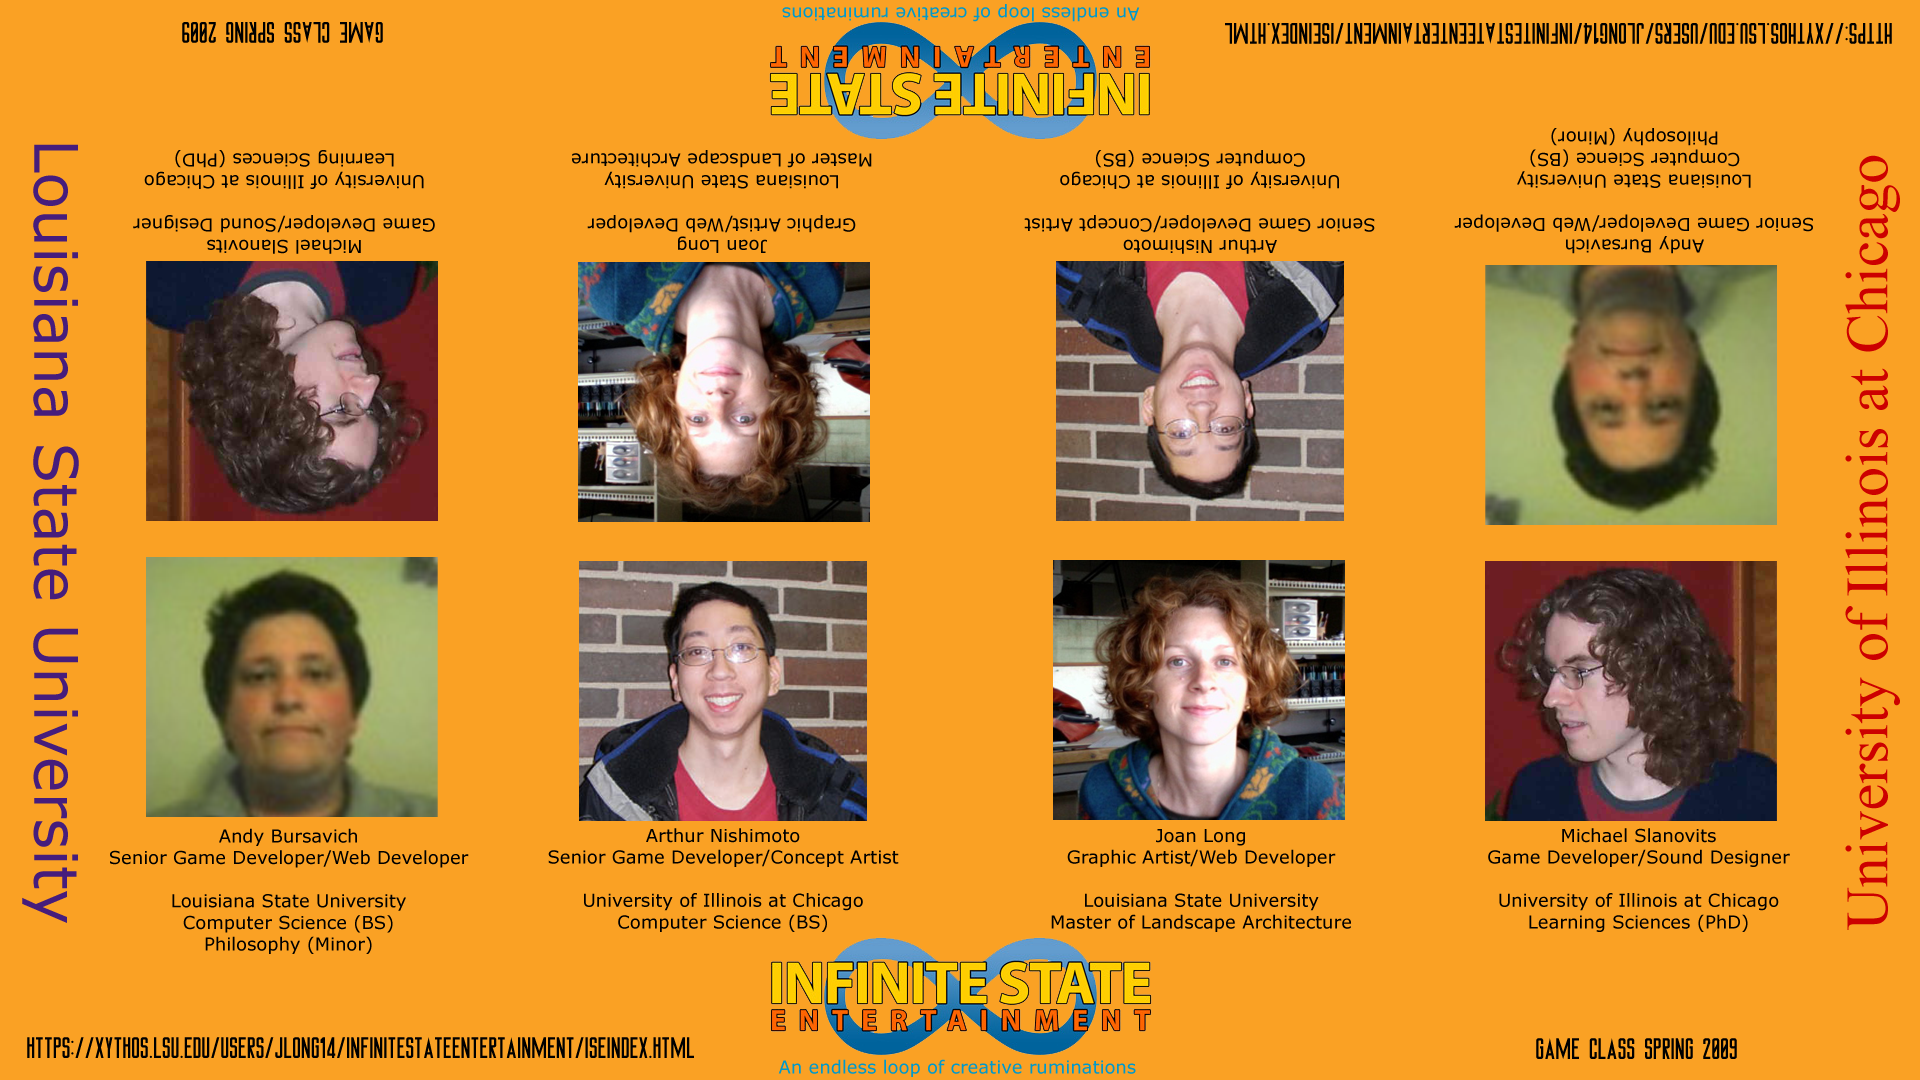 GAME CLASS SPRING 2009
An endless loop of creative ruminations
INFINITE STATE
ENTERTAINMENT
HTTPS://XYTHOS.LSU.EDU/USERS/JLONG14/INFINITESTATEENTERTAINMENT/ISEINDEX.HTML
Louisiana State University
University of Illinois at Chicago
Michael Slanovits
Game Developer/Sound Designer
University of Illinois at Chicago
Learning Sciences (PhD)
Joan Long
Graphic Artist/Web Developer
Louisiana State University
Master of Landscape Architecture
Arthur Nishimoto
Senior Game Developer/Concept Artist
University of Illinois at Chicago
Computer Science (BS)
Andy Bursavich
Senior Game Developer/Web Developer
Louisiana State University
Computer Science (BS)
Philosophy (Minor)
Andy Bursavich
Senior Game Developer/Web Developer
Louisiana State University
Computer Science (BS)
Philosophy (Minor)
Arthur Nishimoto
Senior Game Developer/Concept Artist
University of Illinois at Chicago
Computer Science (BS)
Joan Long
Graphic Artist/Web Developer
Louisiana State University
Master of Landscape Architecture
Michael Slanovits
Game Developer/Sound Designer
University of Illinois at Chicago
Learning Sciences (PhD)
INFINITE STATE
ENTERTAINMENT
An endless loop of creative ruminations
HTTPS://XYTHOS.LSU.EDU/USERS/JLONG14/INFINITESTATEENTERTAINMENT/ISEINDEX.HTML
GAME CLASS SPRING 2009